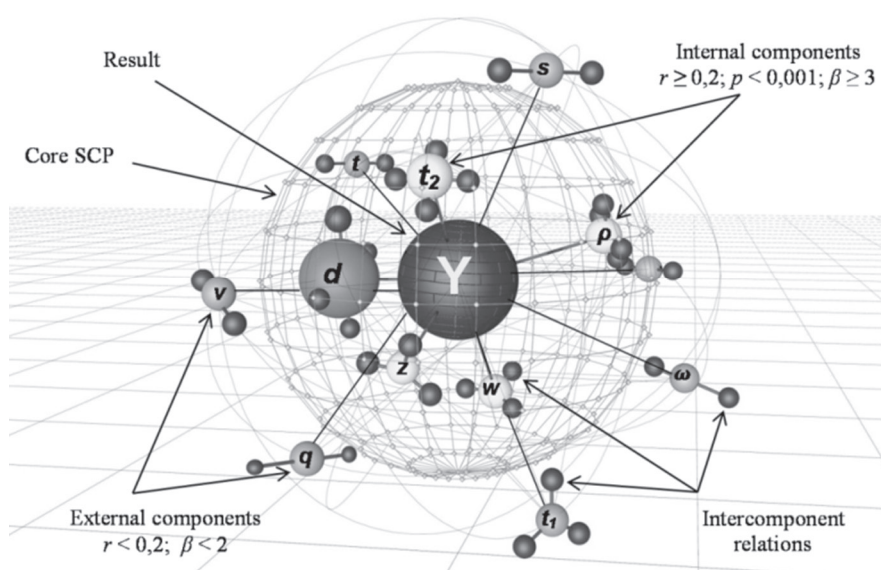 Result
Internal components
r ≥ 0,2; p < 0,001; β ≥ 3
Core SCP
s
t
t₂
ρ
Y
d
v
z
w
ω
q
t₁
External components
r < 0,2; β < 2
Intercomponent
relations